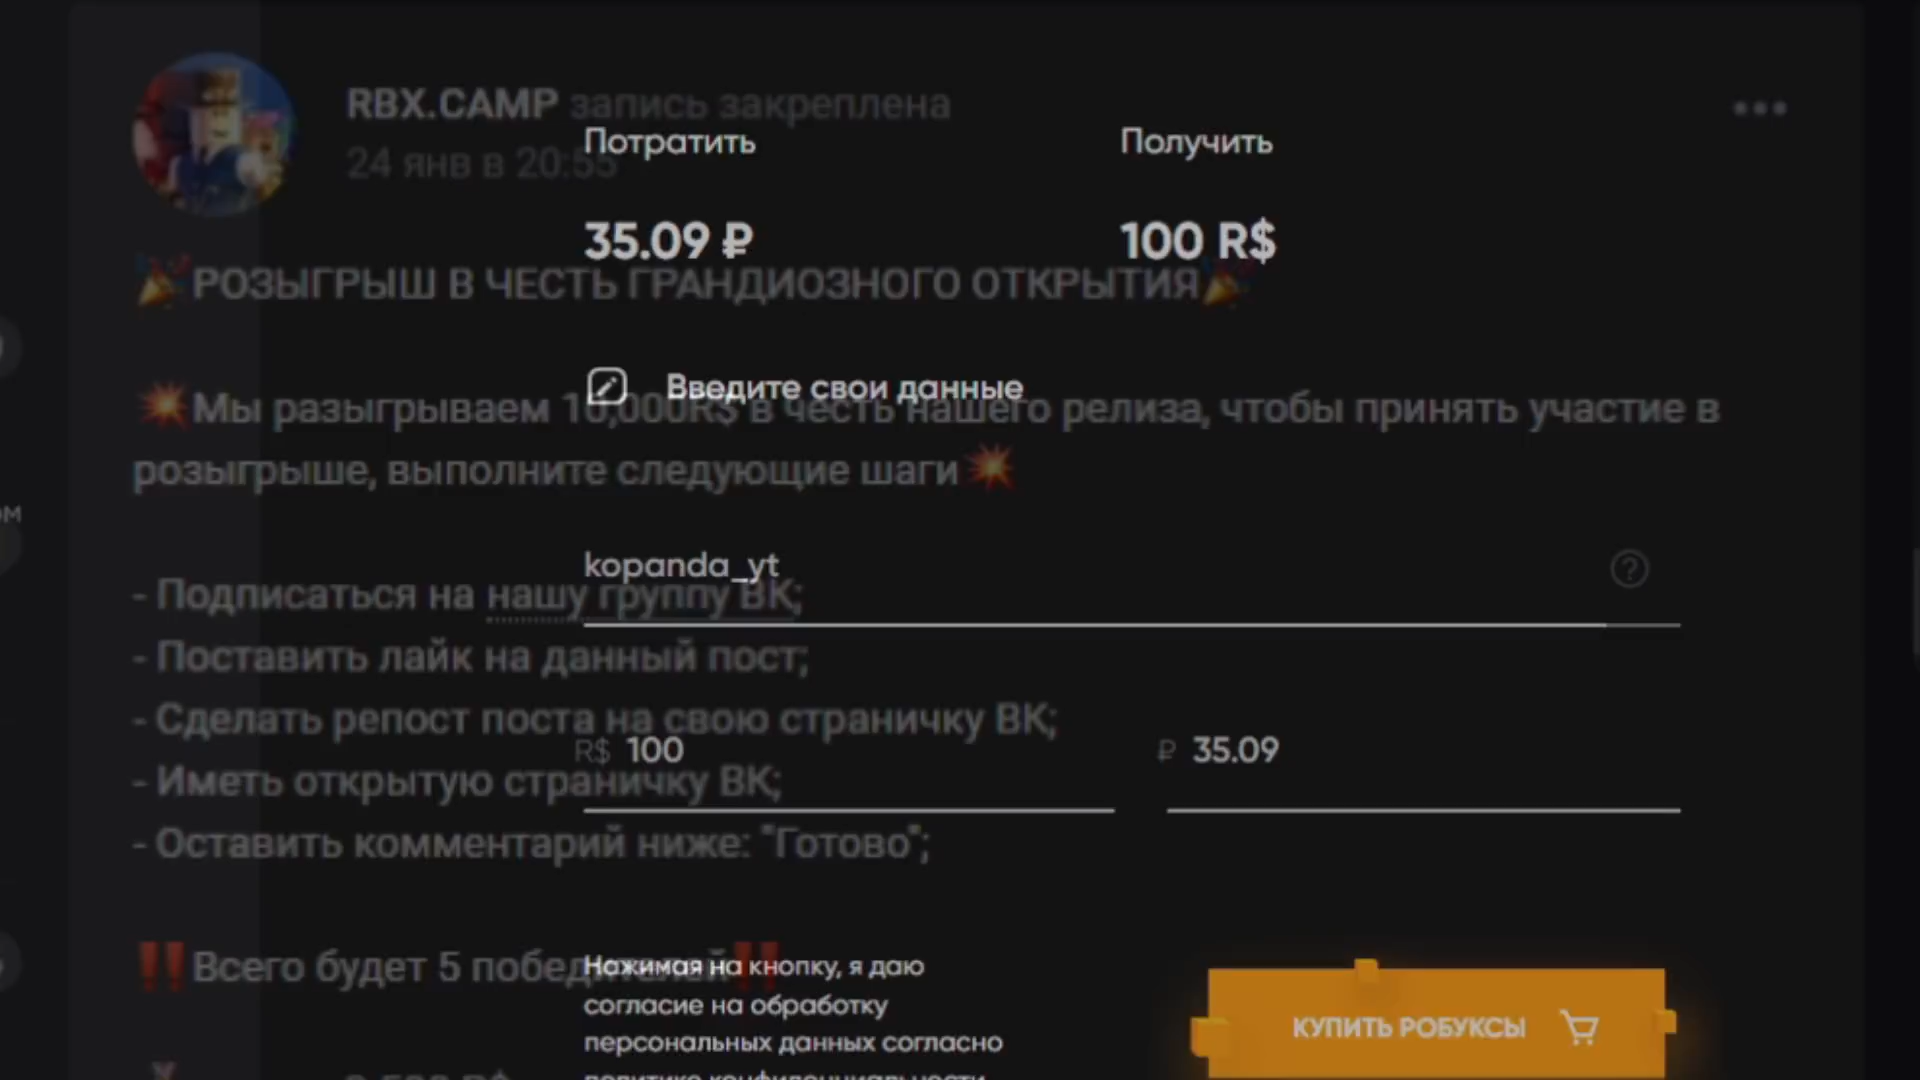 RBX.CAMP запись закреплена
24 янв в 20:55
Потратить
Получить
35.09 ₽
100 R$
🎉РОЗЫГРЫШ В ЧЕСТЬ ГРАНДИОЗНОГО ОТКРЫТИЯ🎉
Введите свои данные
💥Мы разыгрываем 10,000R$ в честь нашего релиза, чтобы принять участие в
розыгрыше, выполните следующие шаги💥
kopanda_yt
- Подписаться на нашу группу ВК;
- Поставить лайк на данный пост;
- Сделать репост поста на свою страничку ВК;
R$ 100
₽ 35.09
- Иметь открытую страничку ВК;
- Оставить комментарий ниже: "Готово";
‼️Всего будет 5 победителей‼️
Нажимая на кнопку, я даю
согласие на обработку
персональных данных согласно
политике конфиденциальности
КУПИТЬ РОБУКСЫ